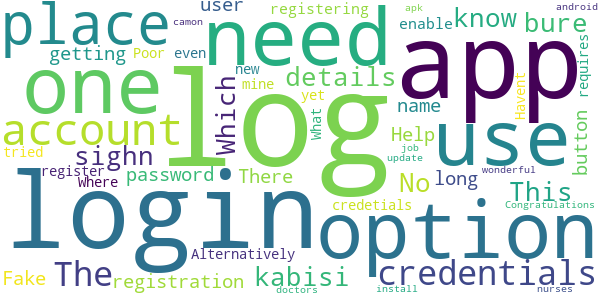 camon user registering apk android
place need one app know bure
getting Poor even enable requires
new details name
log mine Which yet What Havent button
account use
tried sighn Help job update
register Where password There No long wonderful
login option This
credetials Congratulations
Alternatively
Fake The registration kabisi credentials
doctors install nurses